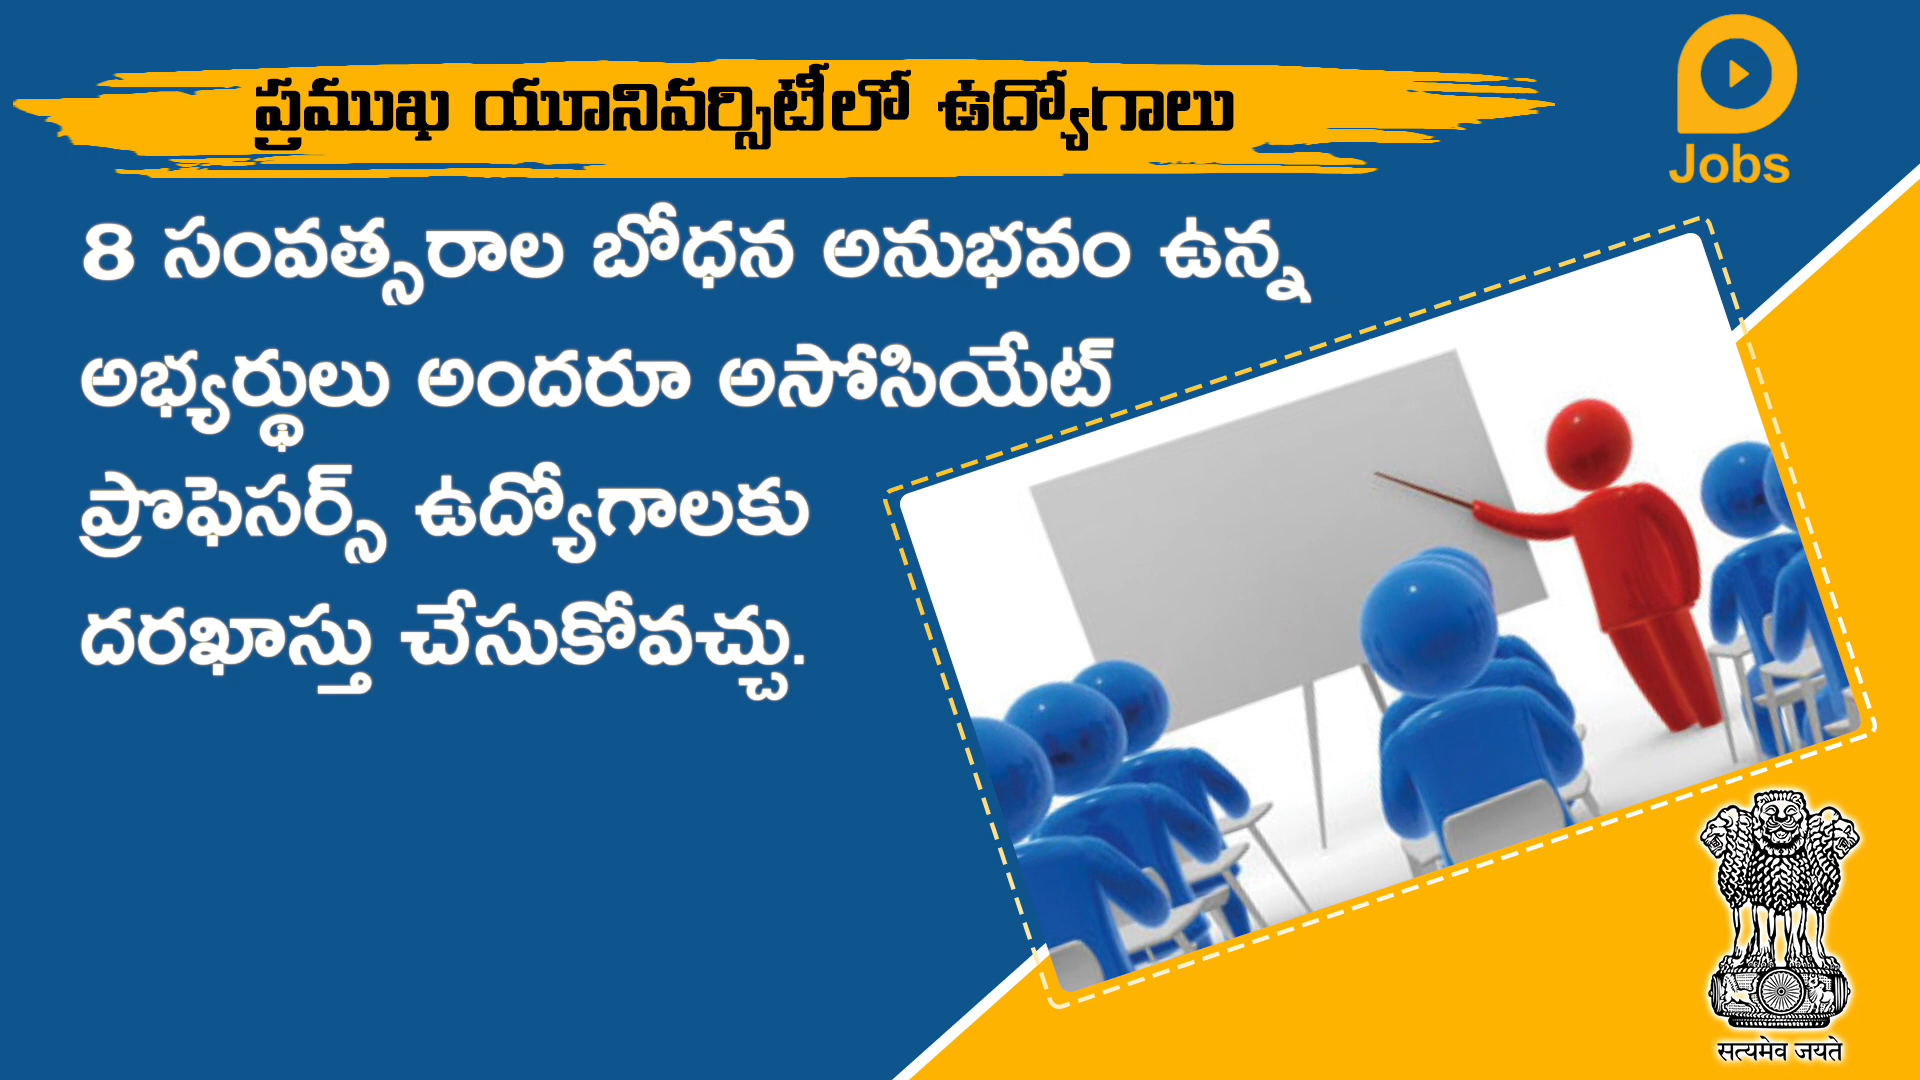 ప్రముఖ యూనివర్సిటీలో ఉద్యోగాలు
Jobs
8 సంవత్సరాల బోధన అనుభవం ఉన్న
అభ్యర్థులు అందరూ అసోసియేట్
ప్రొఫెసర్స్ ఉద్యోగాలకు
దరఖాస్తు చేసుకోవచ్చు.
सत्यमेव जयते